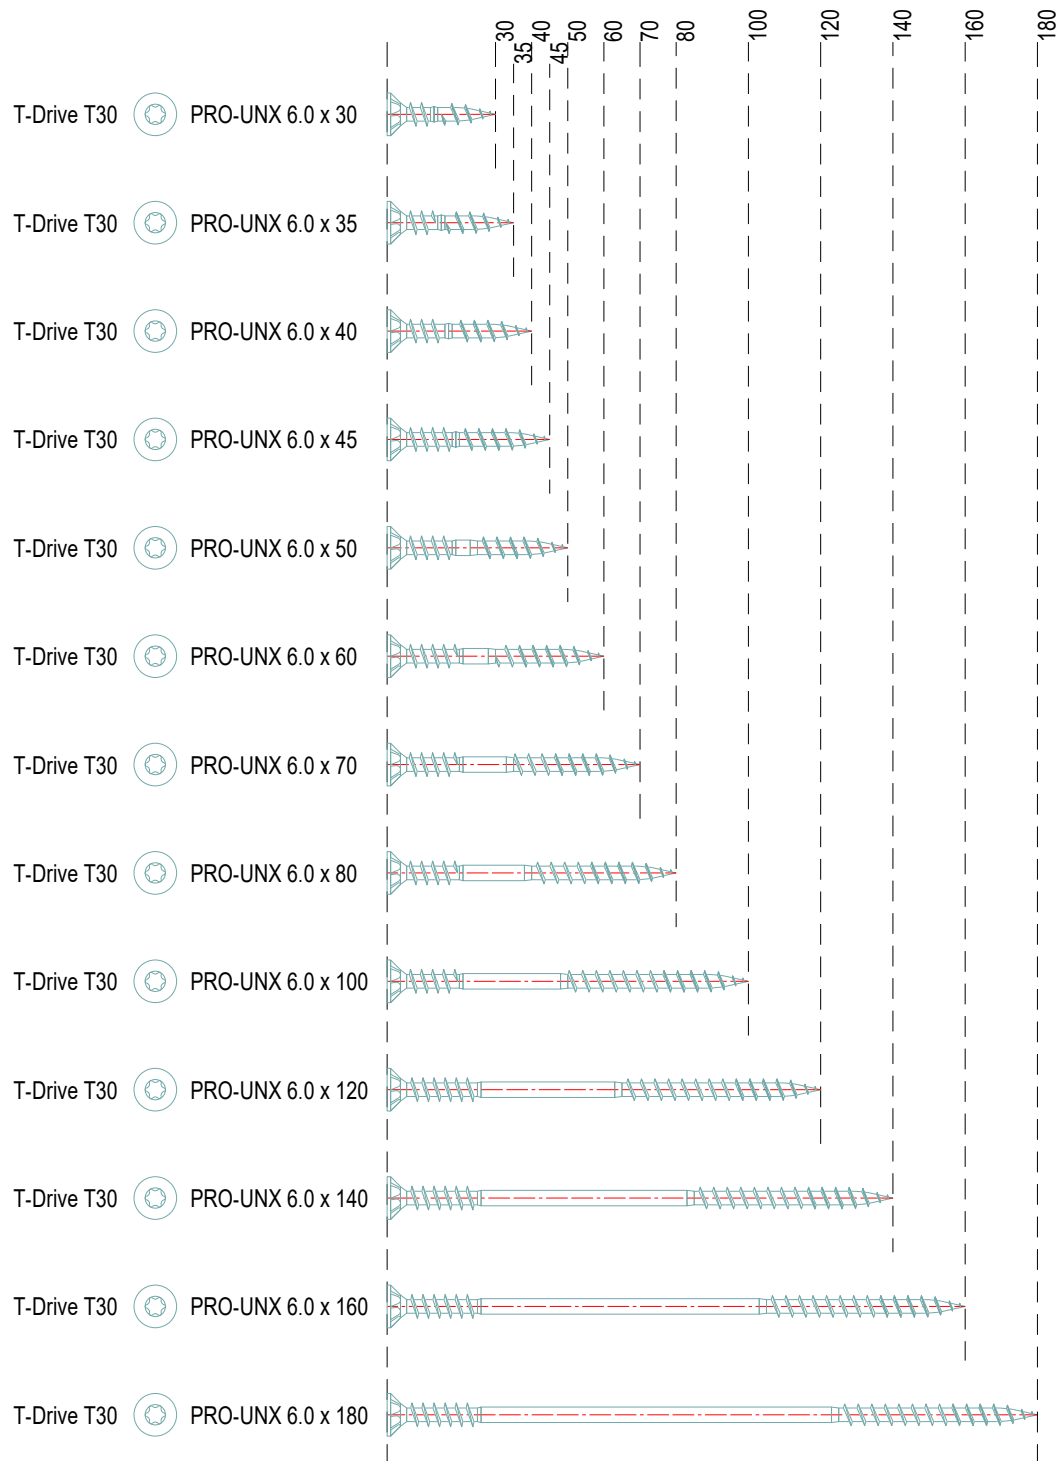 30 35 40 45 50 60 70 80 100 120 140 160 180
T-Drive T30 PRO-UNX 6.0 x 30
T-Drive T30 PRO-UNX 6.0 x 35
T-Drive T30 PRO-UNX 6.0 x 40
T-Drive T30 PRO-UNX 6.0 x 45
T-Drive T30 PRO-UNX 6.0 x 50
T-Drive T30 PRO-UNX 6.0 x 60
T-Drive T30 PRO-UNX 6.0 x 70
T-Drive T30 PRO-UNX 6.0 x 80
T-Drive T30 PRO-UNX 6.0 x 100
T-Drive T30 PRO-UNX 6.0 x 120
T-Drive T30 PRO-UNX 6.0 x 140
T-Drive T30 PRO-UNX 6.0 x 160
T-Drive T30 PRO-UNX 6.0 x 180